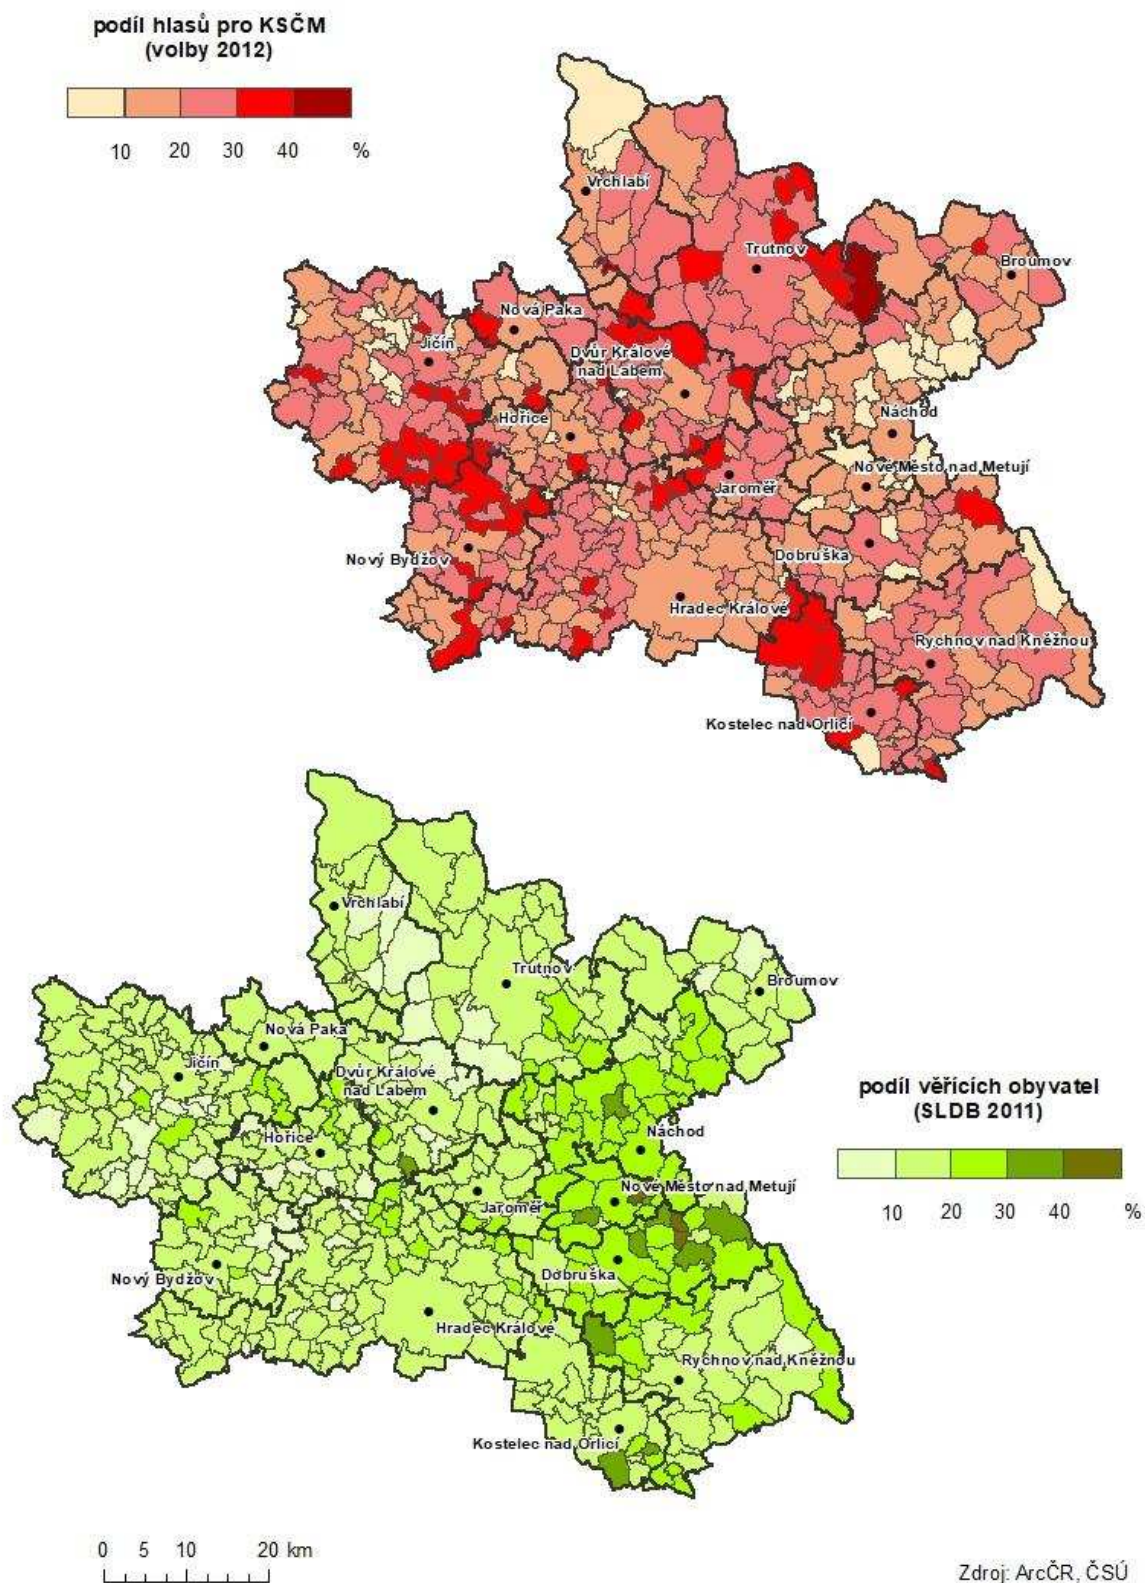 podíl hlasů pro KSČM
(volby 2012)
10 20 30 40 %
Vrchlabí
Trutnov
Broumov
Nová Paka
Jičín
Dvůr Králové
nad Labem
Náchod
Hořice
Nové Město nad Metují
Jaroměř
Nový Bydžov
Dobruška
Hradec Králové
Rychnov nad Kněžnou
Kostelec nad Orlicí
Vrchlabí
Trutnov
Broumov
Nová Paka
Jičín
Dvůr Králové
nad Labem
podíl věřících obyvatel
(SLDB 2011)
Hořice
Náchod
Nové Město nad Metují
Jaroměř
10 20 30 40 %
Nový Bydžov
Dobruška
Hradec Králové
Rychnov nad Kněžnou
Kostelec nad Orlicí
0 5 10 20 km
Zdroj: ArcČR, ČSÚ